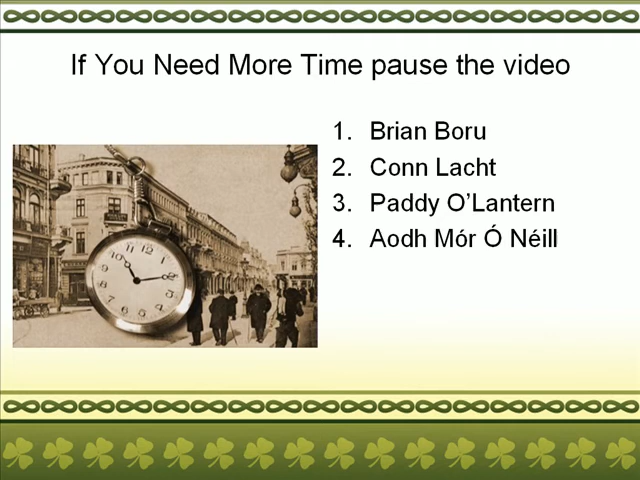 If You Need More Time pause the video
1. Brian Boru
2. Conn Lacht
3. Paddy O’Lantern
4. Aodh Mór Ó Néill